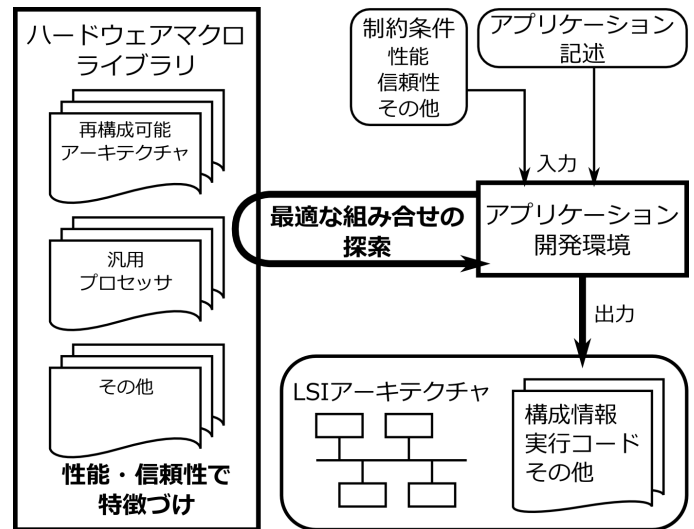 ハードウェアマクロ
ライブラリ
再構成可能
アーキテクチャ
汎用
プロセッサ
その他
性能・信頼性で
特徴づけ
制約条件
性能
信頼性
その他
アプリケーション
記述
入力
最適な組み合せの
探索
アプリケーション
開発環境
出力
LSIアーキテクチャ
構成情報
実行コード
その他